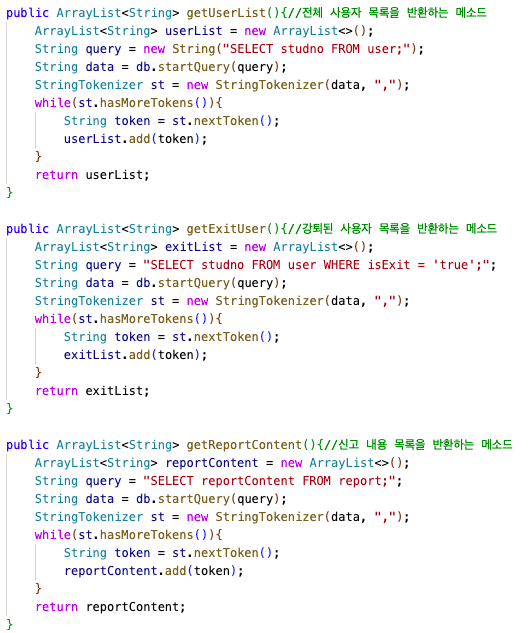 public ArrayList<String> getUserList(){//전체 사용자 목록을 반환하는 메소드
    ArrayList<String> userList = new ArrayList<>();
    String query = new String("SELECT studno FROM user;");
    String data = db.startQuery(query);
    StringTokenizer st = new StringTokenizer(data, ",");
    while(st.hasMoreTokens()){
        String token = st.nextToken();
        userList.add(token);
    }
    return userList;
}

public ArrayList<String> getExitUser(){//강퇴된 사용자 목록을 반환하는 메소드
    ArrayList<String> exitList = new ArrayList<>();
    String query = "SELECT studno FROM user WHERE isExit = 'true';";
    String data = db.startQuery(query);
    StringTokenizer st = new StringTokenizer(data, ",");
    while(st.hasMoreTokens()){
        String token = st.nextToken();
        exitList.add(token);
    }
    return exitList;
}

public ArrayList<String> getReportContent(){//신고 내용 목록을 반환하는 메소드
    ArrayList<String> reportContent = new ArrayList<>();
    String query = "SELECT reportContent FROM report;";
    String data = db.startQuery(query);
    StringTokenizer st = new StringTokenizer(data, ",");
    while(st.hasMoreTokens()){
        String token = st.nextToken();
        reportContent.add(token);
    }
    return reportContent;
}